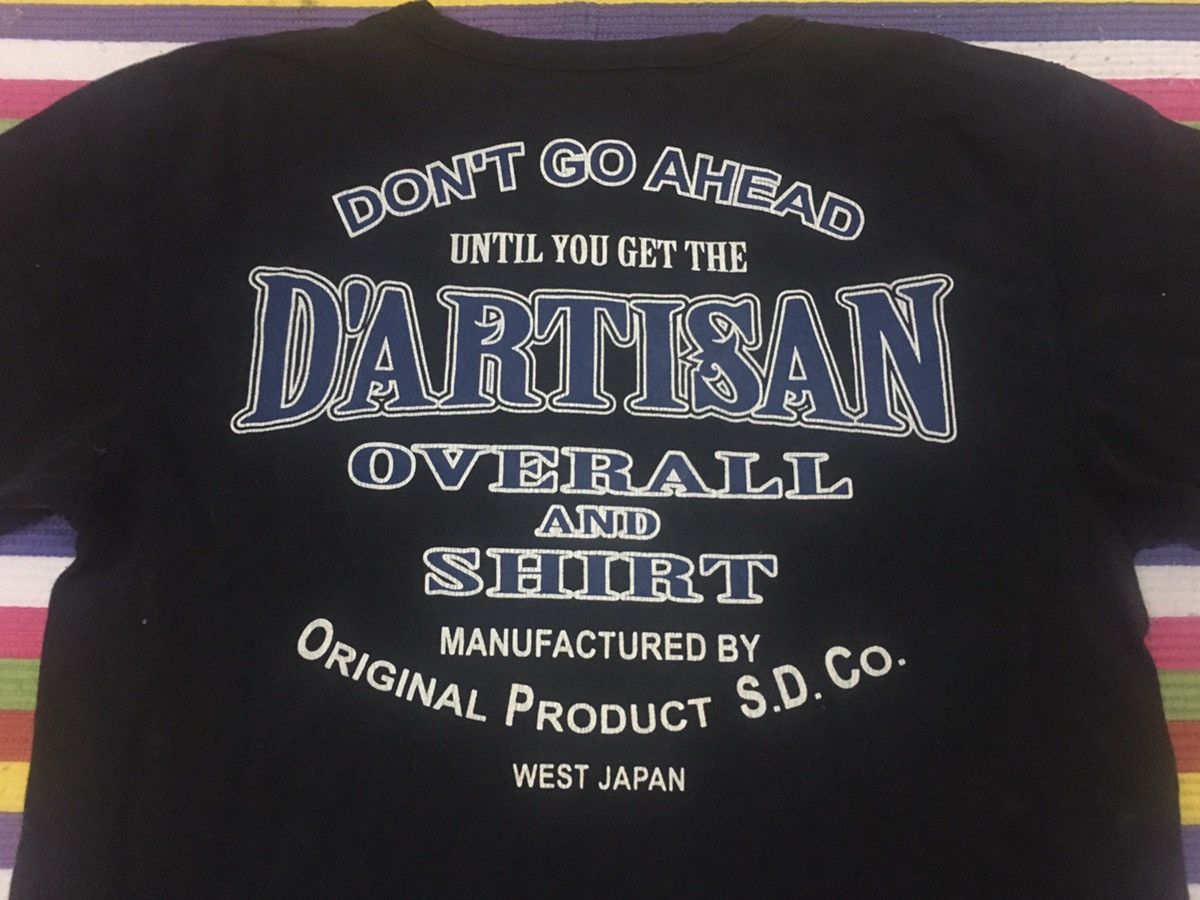 DON'T GO AHEAD
UNTIL YOU GET THE
D'ARTISAN
OVERALL
AND
SHIRT
MANUFACTURED BY
ORIGINAL PRODUCT S.D. CO.
WEST JAPAN